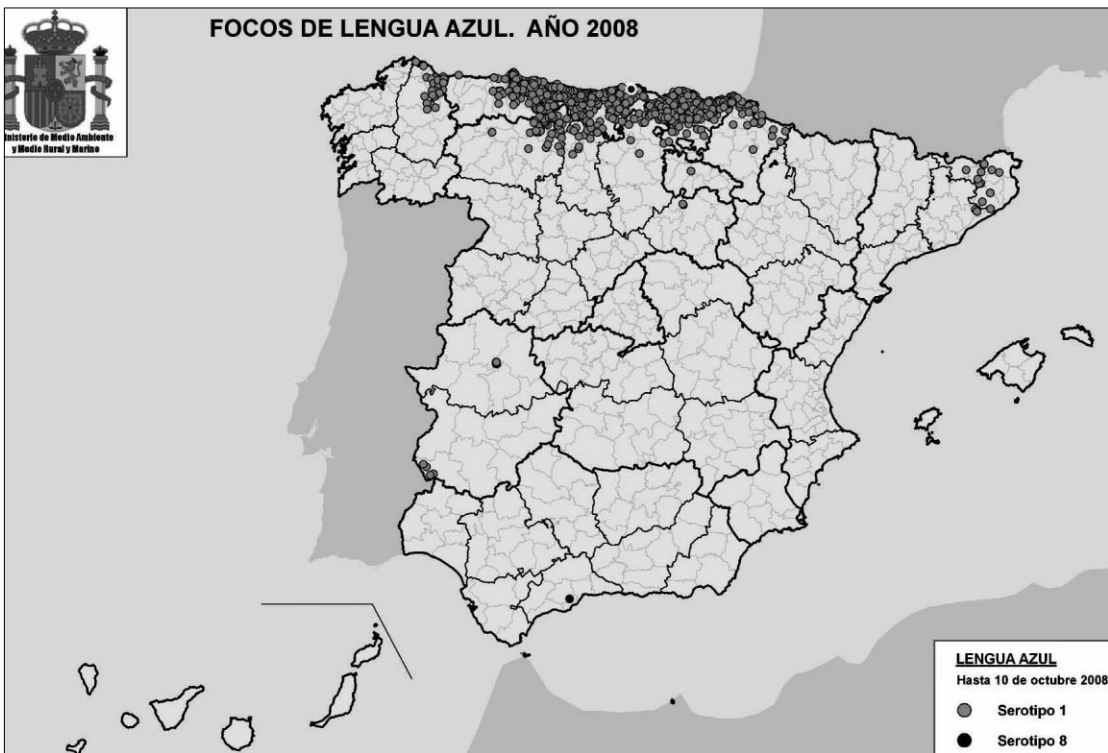 FOCOS DE LENGUA AZUL. AÑO 2008
Ministerio de Medio Ambiente
y Medio Rural y Marino
LENGUA AZUL
Hasta 10 de octubre 2008
Serotipo 1
Serotipo 8